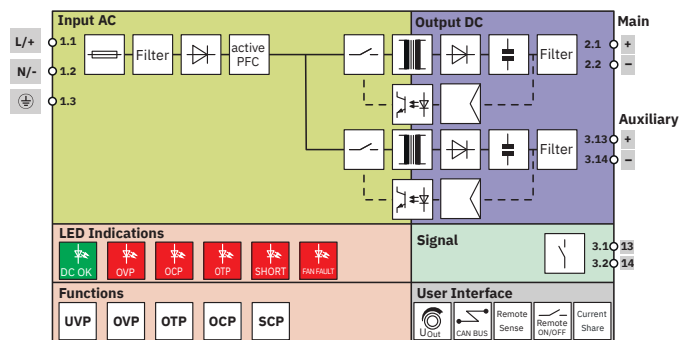 Input AC
Output DC
Main
L/+
1.1
active
PFC
Filter
Filter
2.1
+
N/-
1.2
2.2
–
1.3
Auxiliary
3.13
+
Filter
3.14
–
LED Indications
DC OK
OVP
OCP
OTP
SHORT
FAN FAULT
Signal
3.1
13
3.2
14
Functions
UVP
OVP
OTP
OCP
SCP
User Interface
UOut
CAN BUS
Remote
Sense
Remote
ON/OFF
Current
Share